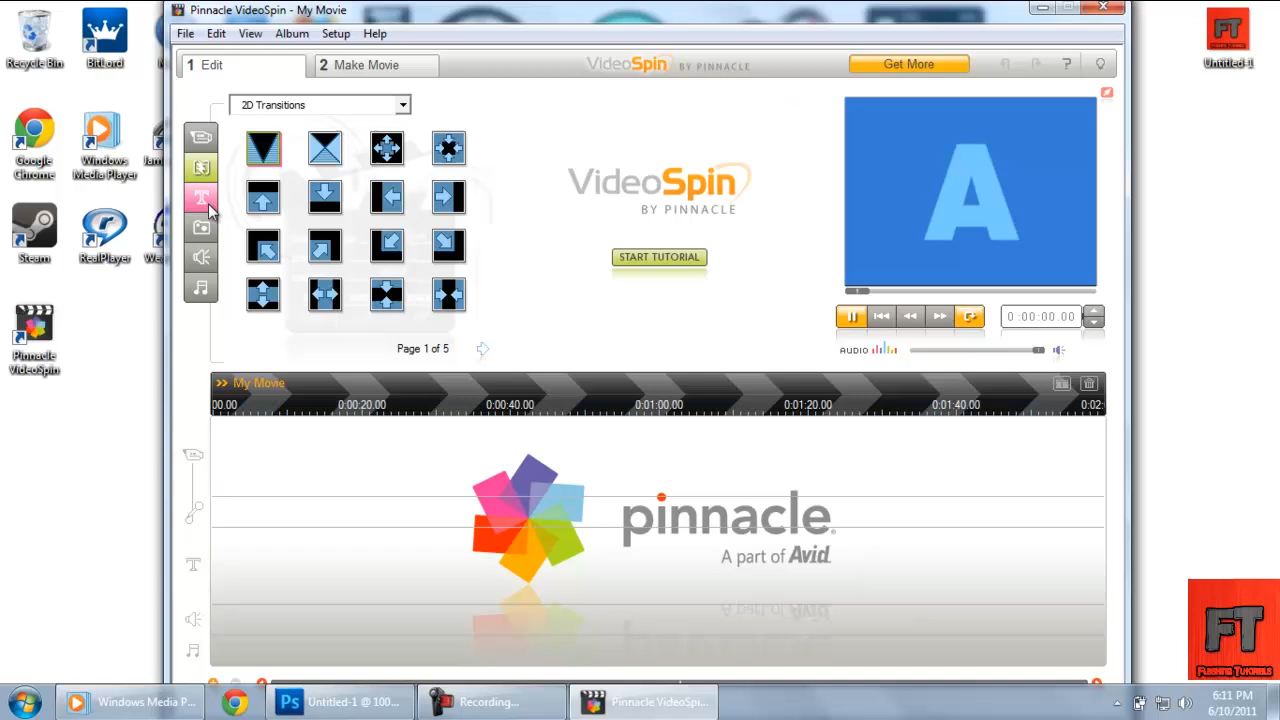 Pinnacle VideoSpin - My Movie
File Edit View Album Setup Help
1 Edit
2 Make Movie
VideoSpin BY PINNACLE
Get More
?
2D Transitions
VideoSpin
BY PINNACLE
START TUTORIAL
A
Page 1 of 5
0:00:00.00
AUDIO
My Movie
00.00 0:00:20.00 0:00:40.00 0:01:00.00 0:01:20.00 0:01:40.00 0:02:
T
pinnacle
A part of Avid
Recycle Bin
BitLord
Google Chrome
Windows Media Player
Jam
Steam
RealPlayer
Wea
Pinnacle VideoSpin
FT
Untitled-1
FT
Flushing Tutorials
Windows Media P...
Ps Untitled-1 @ 100...
Recording...
Pinnacle VideoSpi...
6:11 PM
6/10/2011